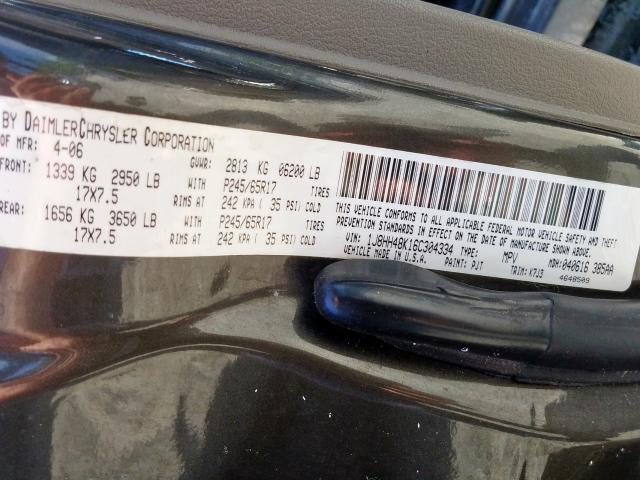 BY DAIMLERCHRYSLER CORPORATION
OF MFR: 4-06 GVWR: 2813 KG 06200 LB
FRONT: 1339 KG 2950 LB WITH P245/65R17 TIRES
17X7.5 RIMS AT 242 KPA ( 35 PSI) COLD
REAR: 1656 KG 3650 LB WITH P245/65R17 TIRES
17X7.5 RIMS AT 242 KPA ( 35 PSI) COLD
THIS VEHICLE CONFORMS TO ALL APPLICABLE FEDERAL MOTOR VEHICLE SAFETY AND THEFT
PREVENTION STANDARDS IN EFFECT ON THE DATE OF MANUFACTURE SHOWN ABOVE.
VIN: 1J8HH48K16C304334 TYPE: MPV MDH: 040616 385AA
VEHICLE MADE IN U.S.A. PAINT: PJT TRIM: K7J3 4648509